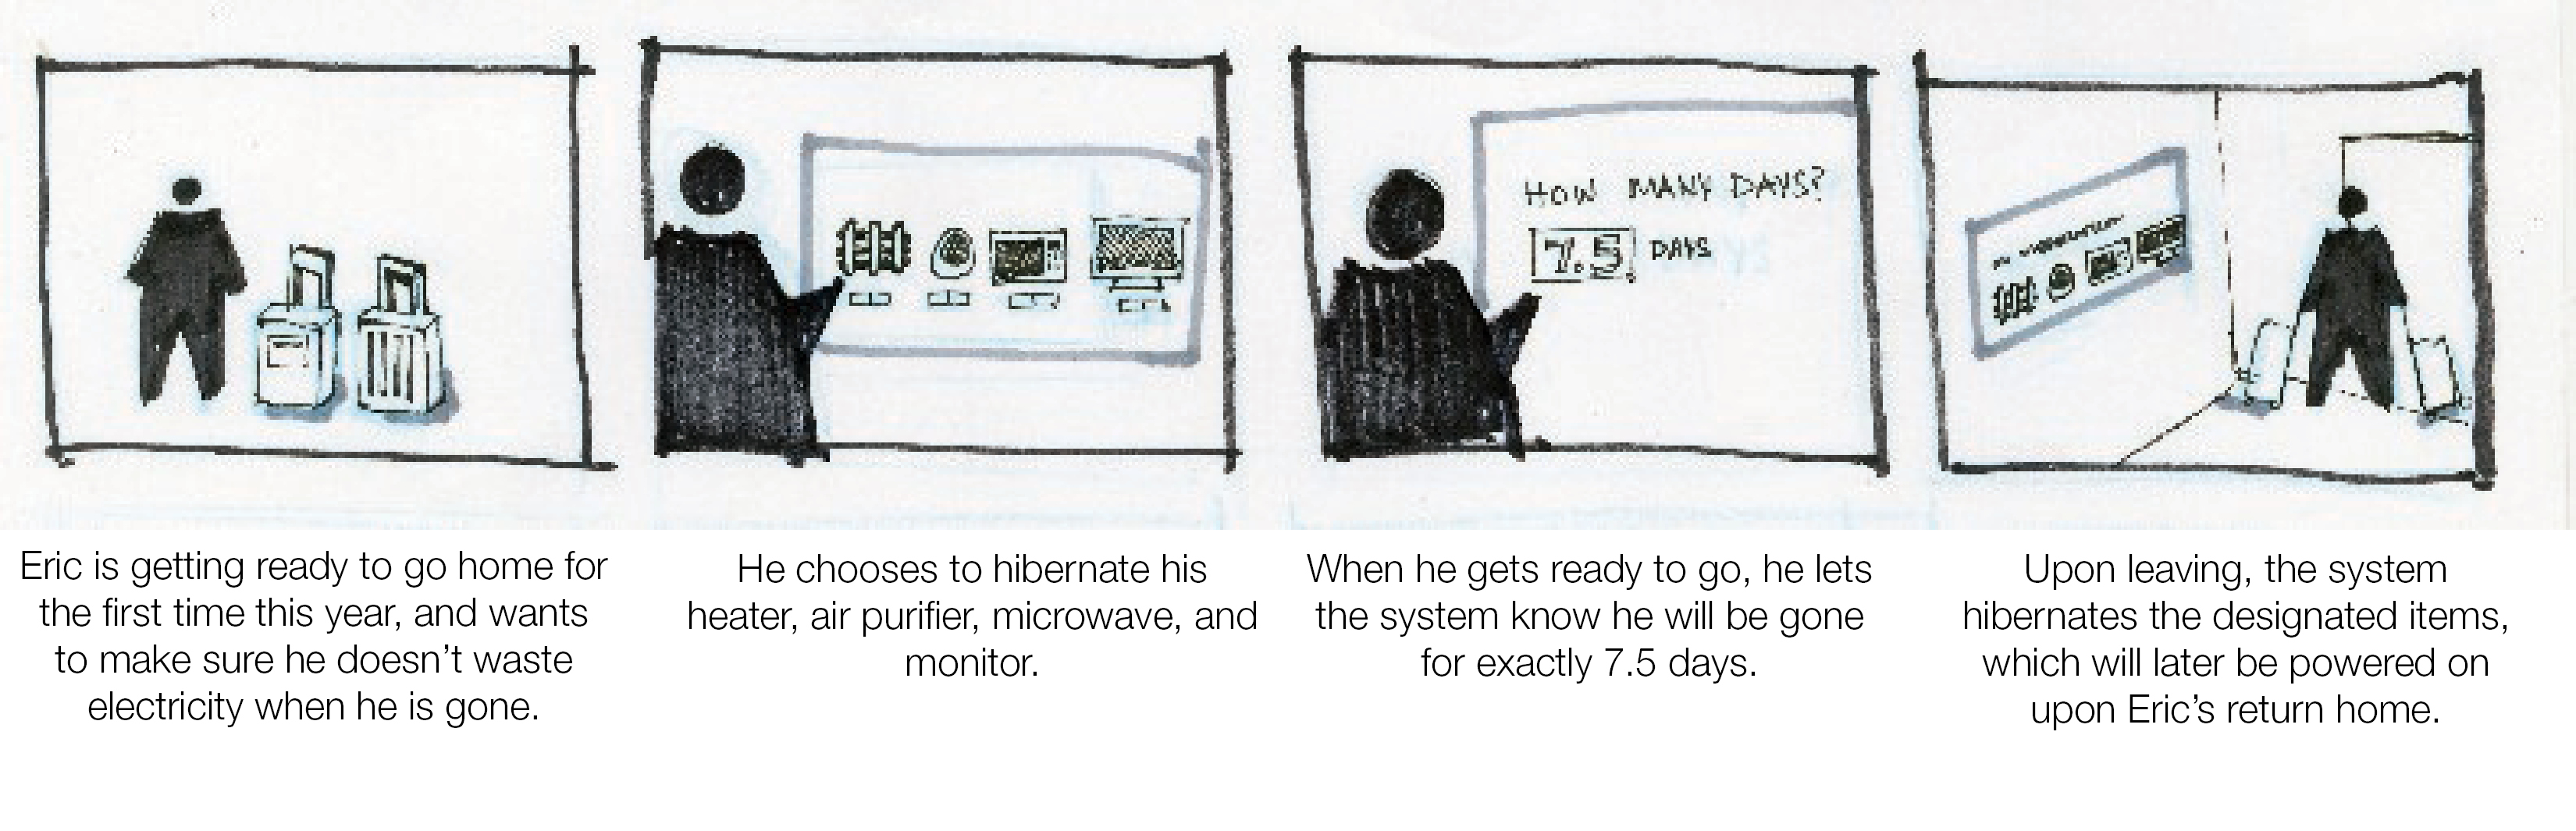 HOW MANY DAYS?
7.5 DAYS
Eric is getting ready to go home for
the first time this year, and wants
to make sure he doesn’t waste
electricity when he is gone.
He chooses to hibernate his
heater, air purifier, microwave, and
monitor.
When he gets ready to go, he lets
the system know he will be gone
for exactly 7.5 days.
Upon leaving, the system
hibernates the designated items,
which will later be powered on
upon Eric’s return home.